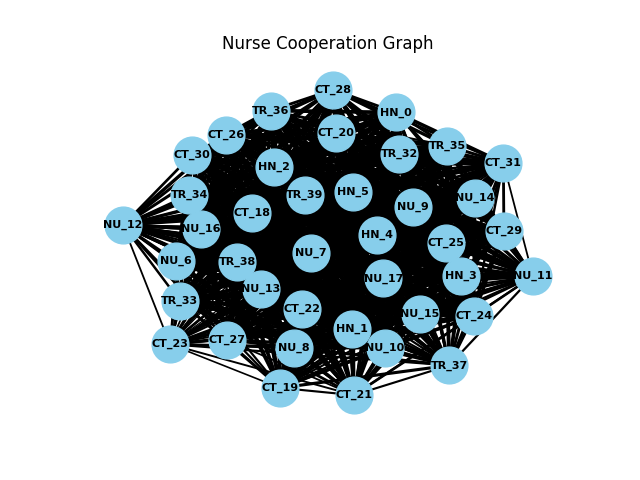 Nurse Cooperation Graph
CT_28
TR_36
HN_0
CT_26
CT_20
TR_35
CT_30
TR_32
CT_31
HN_2
TR_34
TR_39
HN_5
NU_14
NU_9
CT_18
NU_12
NU_16
CT_29
HN_4
CT_25
NU_7
NU_6
TR_38
NU_17
HN_3
NU_11
NU_13
TR_33
CT_22
NU_15
CT_24
HN_1
CT_23
CT_27
NU_8
NU_10
TR_37
CT_19
CT_21